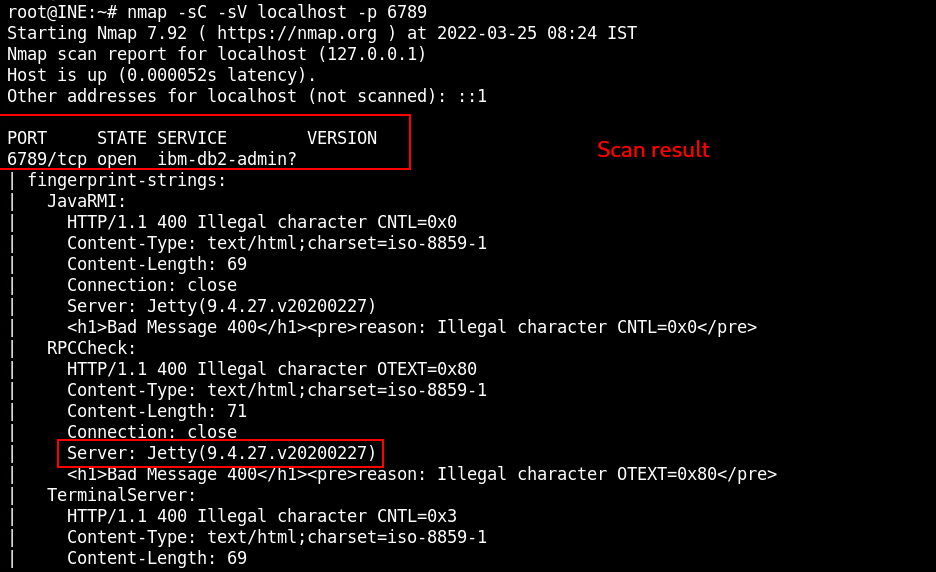 root@INE:~# nmap -sC -sV localhost -p 6789
Starting Nmap 7.92 ( https://nmap.org ) at 2022-03-25 08:24 IST
Nmap scan report for localhost (127.0.0.1)
Host is up (0.000052s latency).
Other addresses for localhost (not scanned): ::1
PORT     STATE SERVICE        VERSION
Scan result
6789/tcp open  ibm-db2-admin?
| fingerprint-strings:
|   JavaRMI:
|     HTTP/1.1 400 Illegal character CNTL=0x0
|     Content-Type: text/html;charset=iso-8859-1
|     Content-Length: 69
|     Connection: close
|     Server: Jetty(9.4.27.v20200227)
|     <h1>Bad Message 400</h1><pre>reason: Illegal character CNTL=0x0</pre>
|   RPCCheck:
|     HTTP/1.1 400 Illegal character OTEXT=0x80
|     Content-Type: text/html;charset=iso-8859-1
|     Content-Length: 71
|     Connection: close
|     Server: Jetty(9.4.27.v20200227)
|     <h1>Bad Message 400</h1><pre>reason: Illegal character OTEXT=0x80</pre>
|   TerminalServer:
|     HTTP/1.1 400 Illegal character CNTL=0x3
|     Content-Type: text/html;charset=iso-8859-1
|     Content-Length: 69